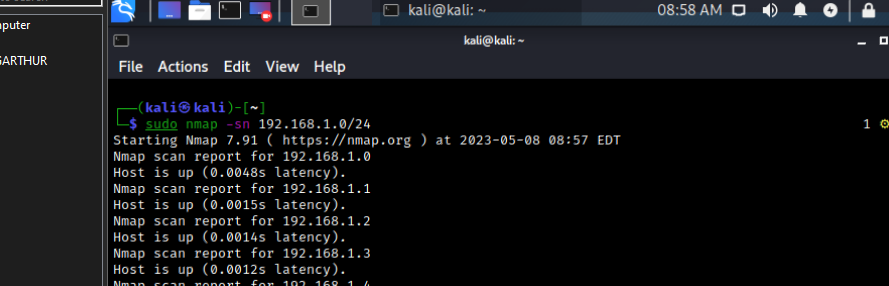 mputer
GARTHUR
kali@kali: ~
08:58 AM
kali@kali: ~
File Actions Edit View Help
(kali㉿kali)-[~]
$ sudo nmap -sn 192.168.1.0/24
1
Starting Nmap 7.91 ( https://nmap.org ) at 2023-05-08 08:57 EDT
Nmap scan report for 192.168.1.0
Host is up (0.0048s latency).
Nmap scan report for 192.168.1.1
Host is up (0.0015s latency).
Nmap scan report for 192.168.1.2
Host is up (0.0014s latency).
Nmap scan report for 192.168.1.3
Host is up (0.0012s latency).
Nmap scan report for 192.168.1.4